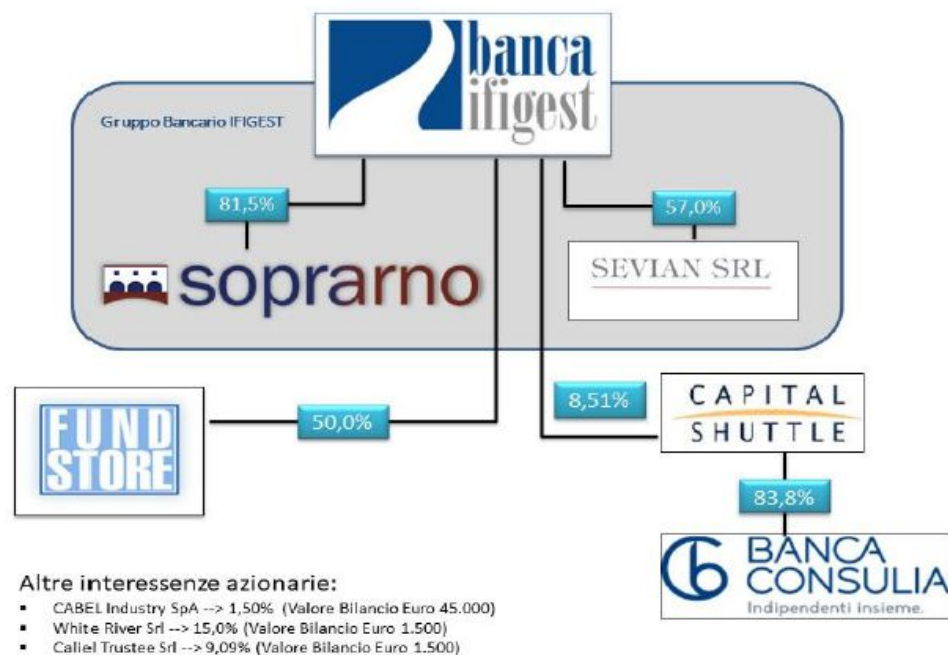 banca
ifigest
Gruppo Bancario IFIGEST
81,5%
57,0%
soprarno
SEVIAN SRL
FUND
STORE
50,0%
8,51%
CAPITAL
SHUTTLE
83,8%
BANCA
CONSULIA
Indipendenti insieme.
Altre interessenze azionarie:
▪ CABEL Industry SpA --> 1,50% (Valore Bilancio Euro 45.000)
▪ White River Srl --> 15,0% (Valore Bilancio Euro 1.500)
▪ Caliel Trustee Srl --> 9,09% (Valore Bilancio Euro 1.500)